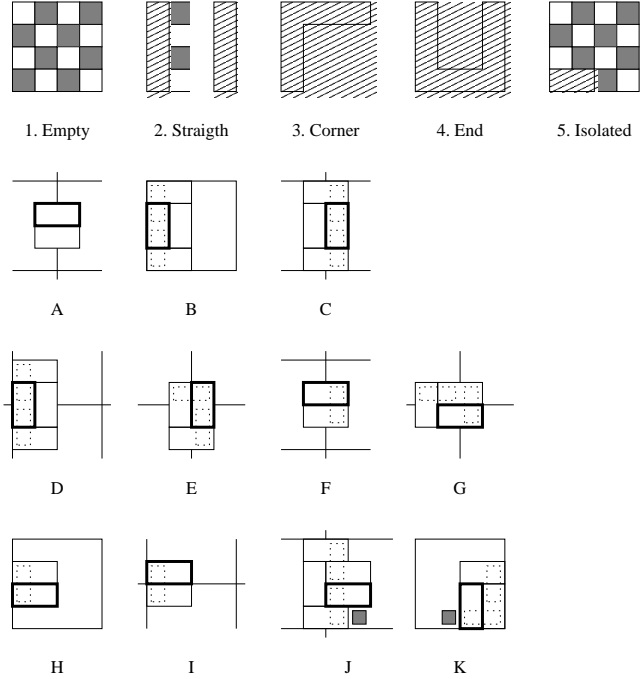 1. Empty 2. Straigth 3. Corner 4. End 5. Isolated
A B C
D E F G
H I J K